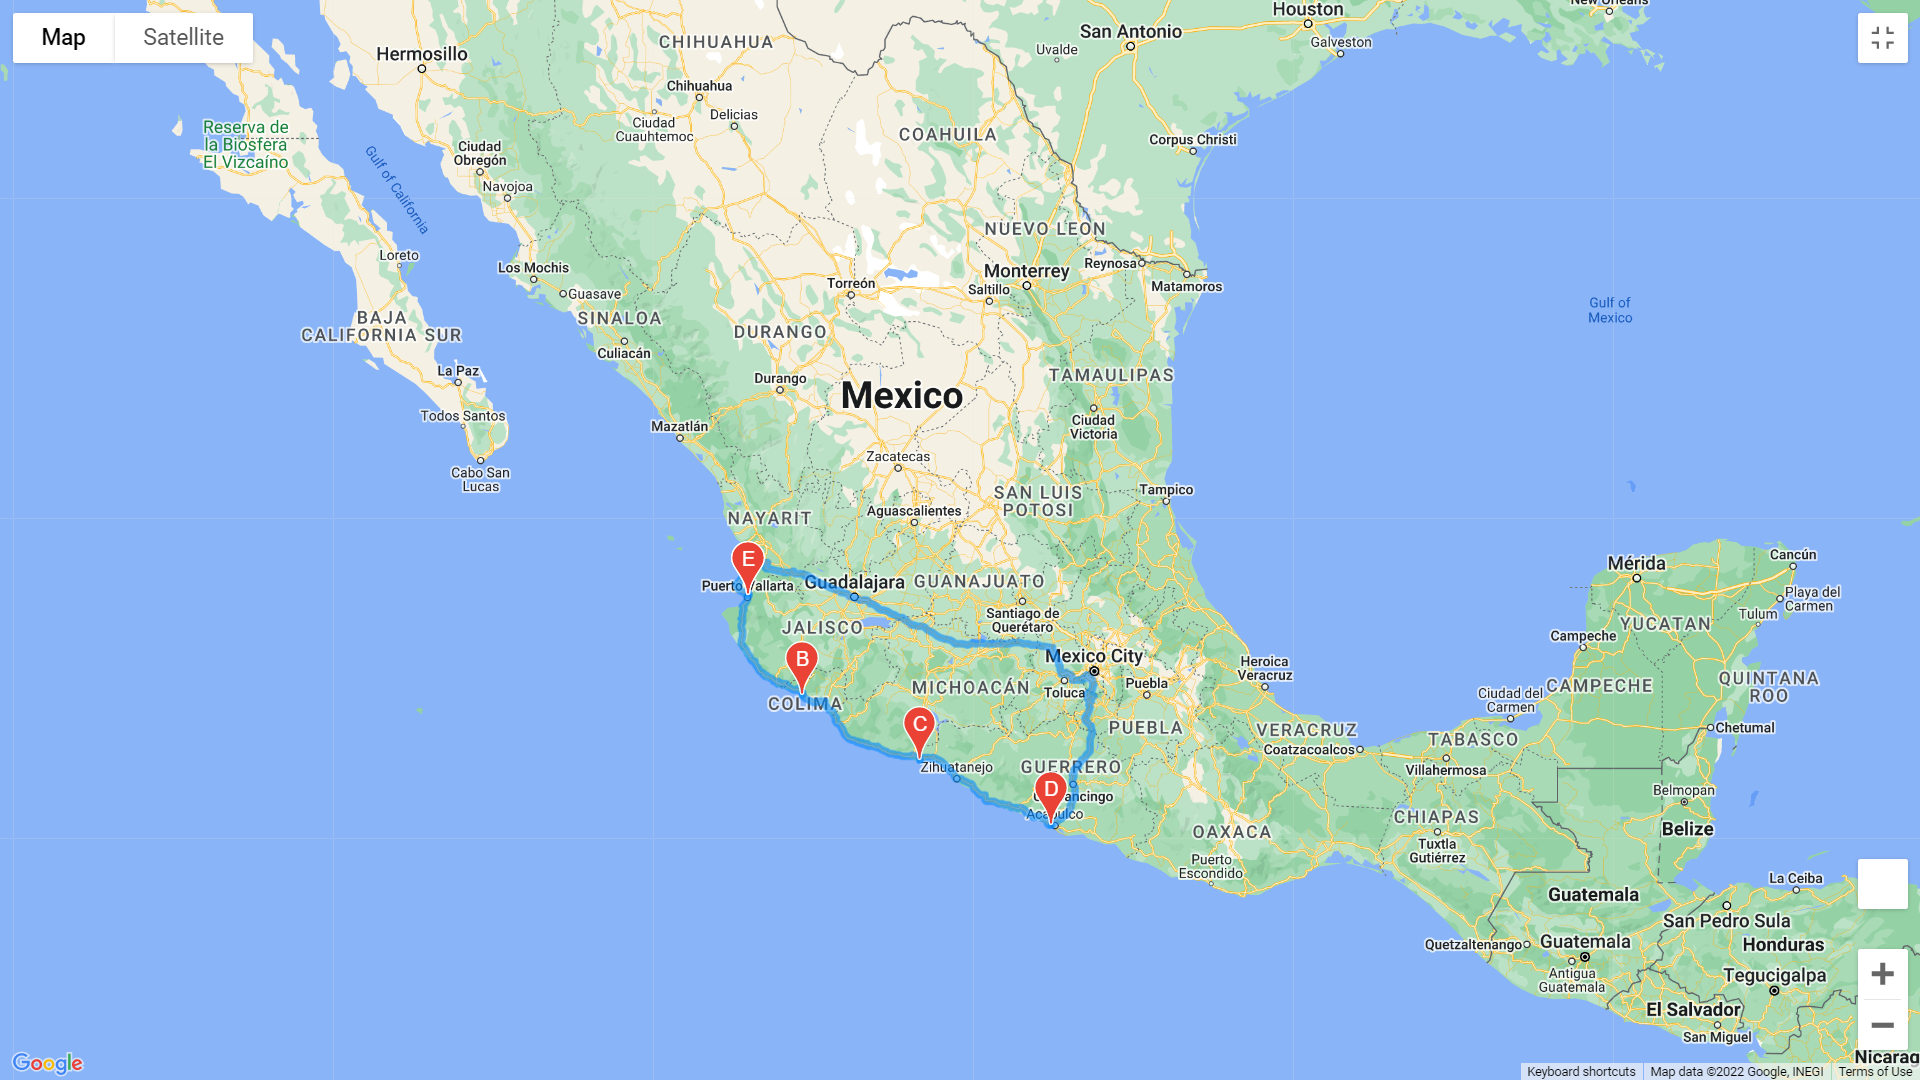 Map
Satellite
New Orleans
Houston
San Antonio
Galveston
Uvalde
Hermosillo
CHIHUAHUA
Chihuahua
Delicias
Ciudad
Cuauhtemoc
COAHUILA
Corpus Christi
Reserva de
la Biosfera
El Vizcaíno
Gulf of California
Ciudad
Obregón
Navojoa
NUEVO LEON
Loreto
Los Mochis
Guasave
Torreón
Monterrey
Saltillo
Reynosa
Matamoros
Gulf of
Mexico
BAJA
CALIFORNIA SUR
SINALOA
DURANGO
Culiacán
La Paz
Durango
Mexico
TAMAULIPAS
Todos Santos
Mazatlán
Ciudad
Victoria
Cabo San
Lucas
Zacatecas
SAN LUIS
POTOSI
Tampico
NAYARIT
Aguascalientes
E
Puerto Vallarta
Guadalajara
GUANAJUATO
Santiago de
Querétaro
JALISCO
B
COLIMA
Mexico City
Toluca
Puebla
MICHOACÁN
C
Zihuatanejo
PUEBLA
GUERRERO
D
Chilpancingo
Acapulco
Heroica
Veracruz
VERACRUZ
Coatzacoalcos
OAXACA
Puerto
Escondido
Mérida
Cancún
Playa del
Carmen
Tulum
YUCATAN
Campeche
CAMPECHE
QUINTANA
ROO
Ciudad del
Carmen
Chetumal
TABASCO
Villahermosa
Belmopan
Belize
CHIAPAS
Tuxtla
Gutiérrez
La Ceiba
Guatemala
San Pedro Sula
Honduras
Quetzaltenango
Guatemala
Antigua
Guatemala
Tegucigalpa
El Salvador
San Miguel
Nicarag
Google
Keyboard shortcuts
Map data ©2022 Google, INEGI
Terms of Use